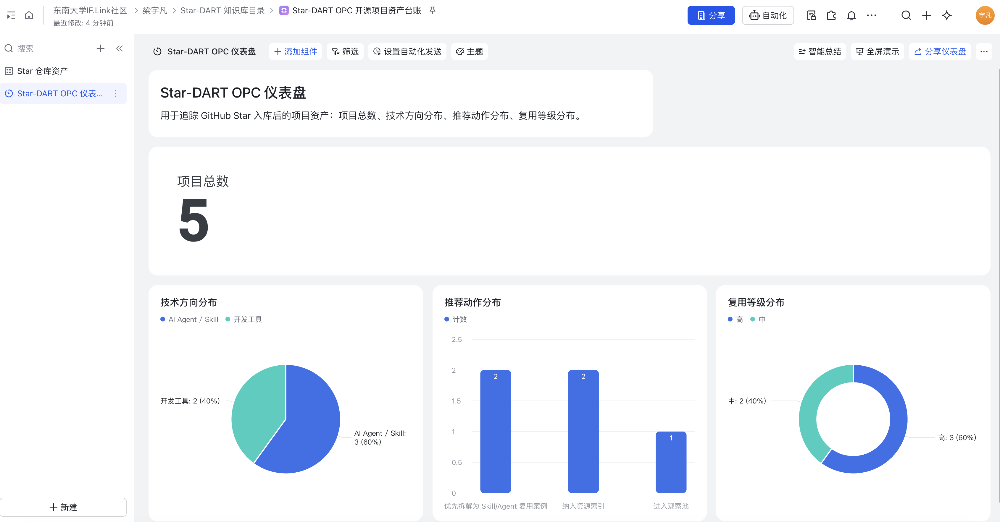 东南大学IF.Link社区 > 梁宇凡 > Star-DART 知识库目录 > Star-DART OPC 开源项目资产台账
最近修改: 4 分钟前
分享
自动化
宇凡
搜索
Star 仓库资产
Star-DART OPC 仪表...
新建
Star-DART OPC 仪表盘
添加组件
筛选
设置自动化发送
主题
智能总结
全屏演示
分享仪表盘
Star-DART OPC 仪表盘
用于追踪 GitHub Star 入库后的项目资产：项目总数、技术方向分布、推荐动作分布、复用等级分布。
项目总数
5
技术方向分布
AI Agent / Skill
开发工具
开发工具: 2 (40%)
AI Agent / Skill:
3 (60%)
推荐动作分布
计数
2.5
2
1.5
1
0.5
0
2
2
1
优先拆解为 Skill/Agent 复用案例
纳入资源索引
进入观察池
复用等级分布
高
中
中: 2 (40%)
高: 3 (60%)